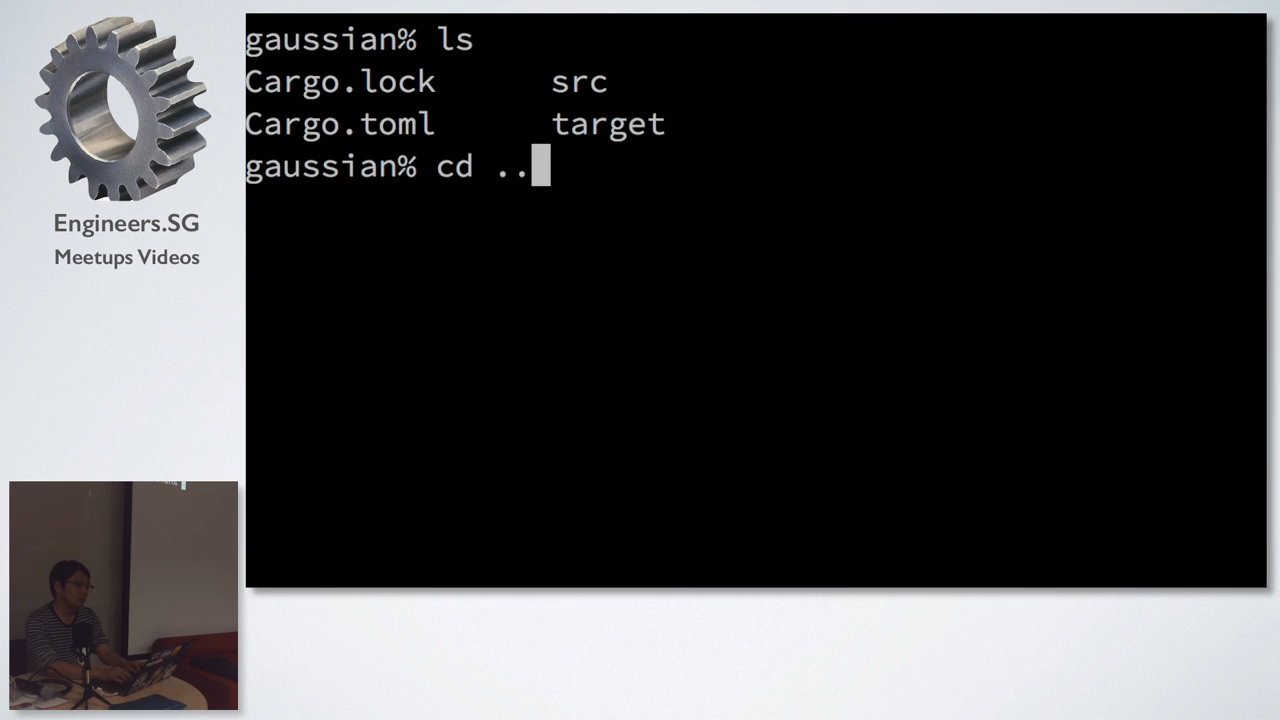 gaussian% ls
Cargo.lock src
Cargo.toml target
gaussian% cd ..
Engineers.SG
Meetups Videos